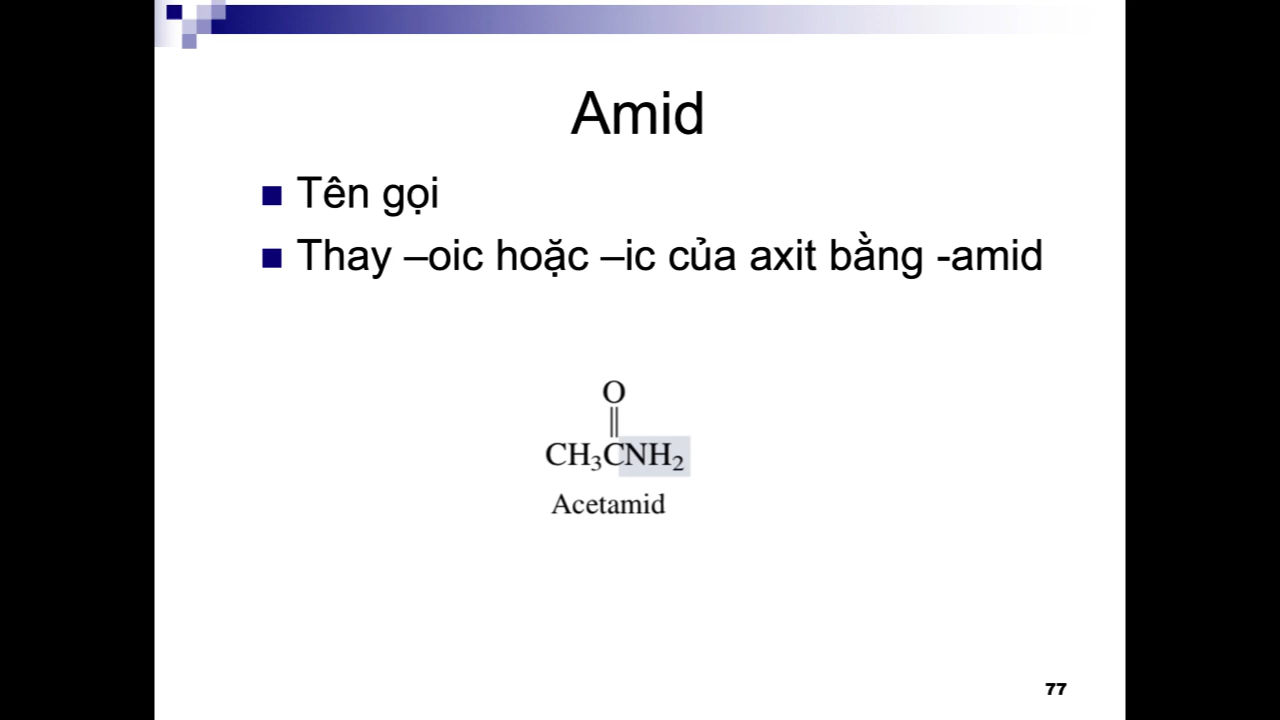 Amid
Tên gọi
Thay –oic hoặc –ic của axit bằng -amid
O
CH₃CNH₂
Acetamid
77